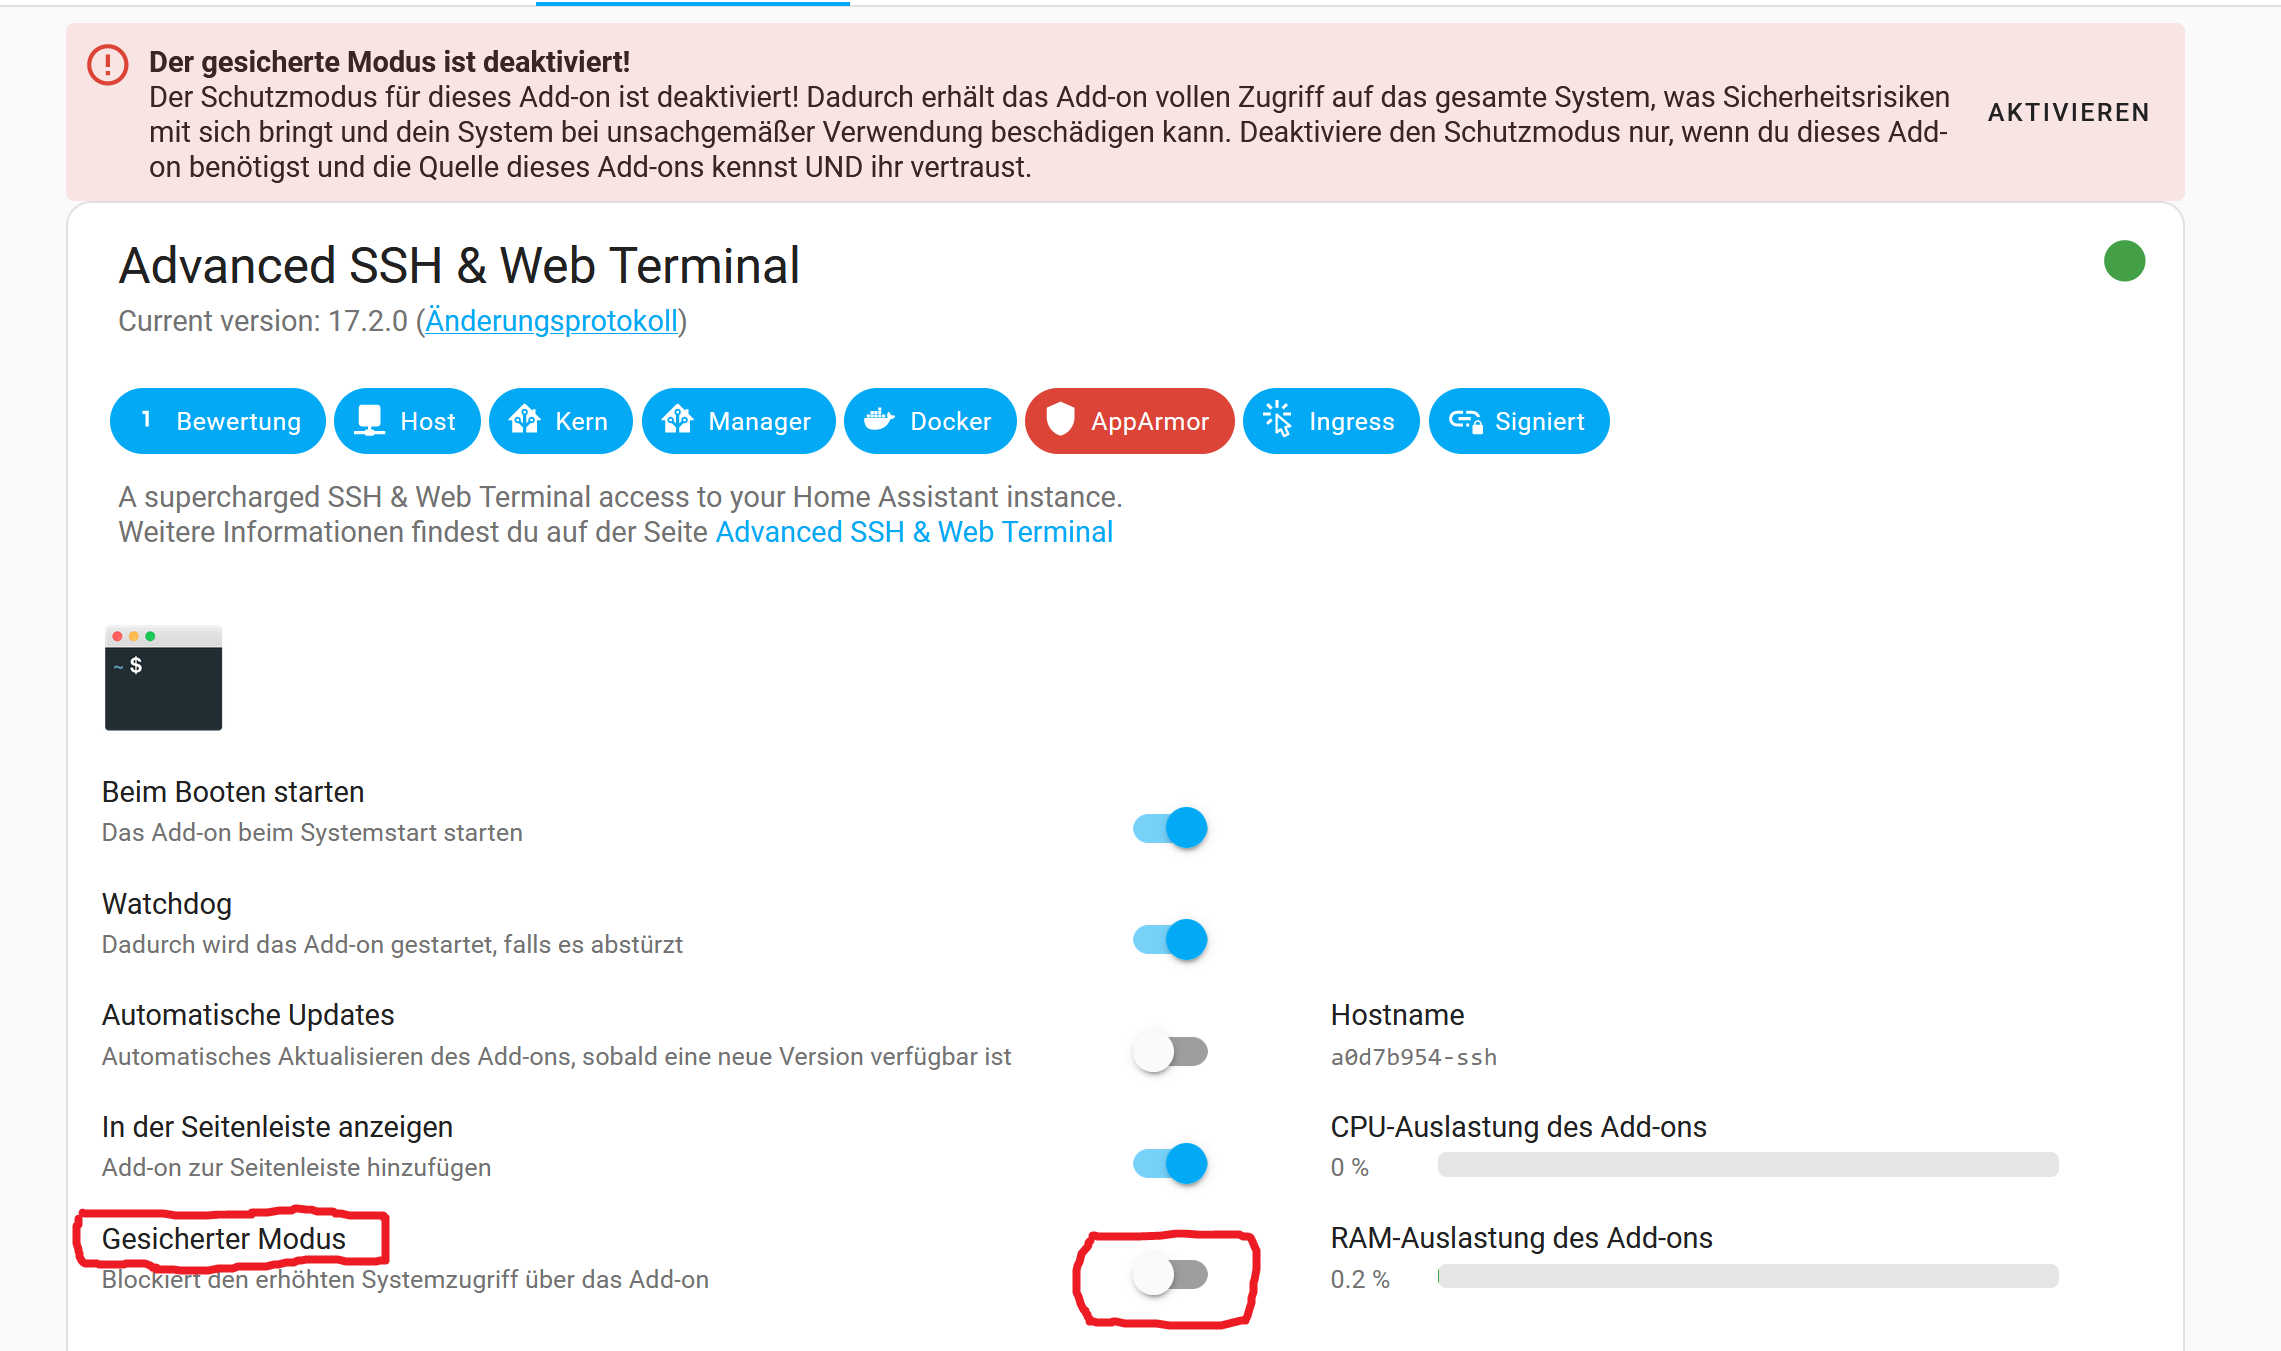 Der gesicherte Modus ist deaktiviert!
Der Schutzmodus für dieses Add-on ist deaktiviert! Dadurch erhält das Add-on vollen Zugriff auf das gesamte System, was Sicherheitsrisiken
mit sich bringt und dein System bei unsachgemäßer Verwendung beschädigen kann. Deaktiviere den Schutzmodus nur, wenn du dieses Add-
on benötigst und die Quelle dieses Add-ons kennst UND ihr vertraust.
AKTIVIEREN
Advanced SSH & Web Terminal
Current version: 17.2.0 (Änderungsprotokoll)
1 Bewertung Host Kern Manager Docker AppArmor Ingress Signiert
A supercharged SSH & Web Terminal access to your Home Assistant instance.
Weitere Informationen findest du auf der Seite Advanced SSH & Web Terminal
~ $
Beim Booten starten
Das Add-on beim Systemstart starten
Watchdog
Dadurch wird das Add-on gestartet, falls es abstürzt
Automatische Updates
Automatisches Aktualisieren des Add-ons, sobald eine neue Version verfügbar ist
Hostname
a0d7b954-ssh
In der Seitenleiste anzeigen
Add-on zur Seitenleiste hinzufügen
CPU-Auslastung des Add-ons
0 %
Gesicherter Modus
Blockiert den erhöhten Systemzugriff über das Add-on
RAM-Auslastung des Add-ons
0.2 %